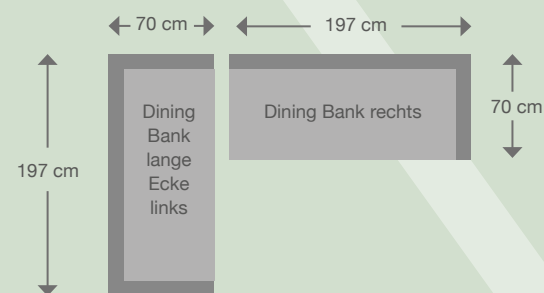 70 cm
197 cm
197 cm
Dining
Bank
lange
Ecke
links
Dining Bank rechts
70 cm